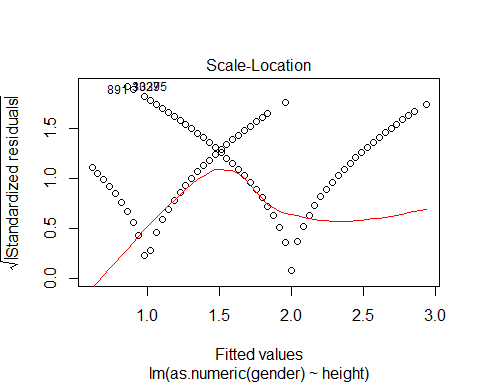 Scale-Location
√|Standardized residuals|
0.0 0.5 1.0 1.5
1.0 1.5 2.0 2.5 3.0
Fitted values
lm(as.numeric(gender) ~ height)